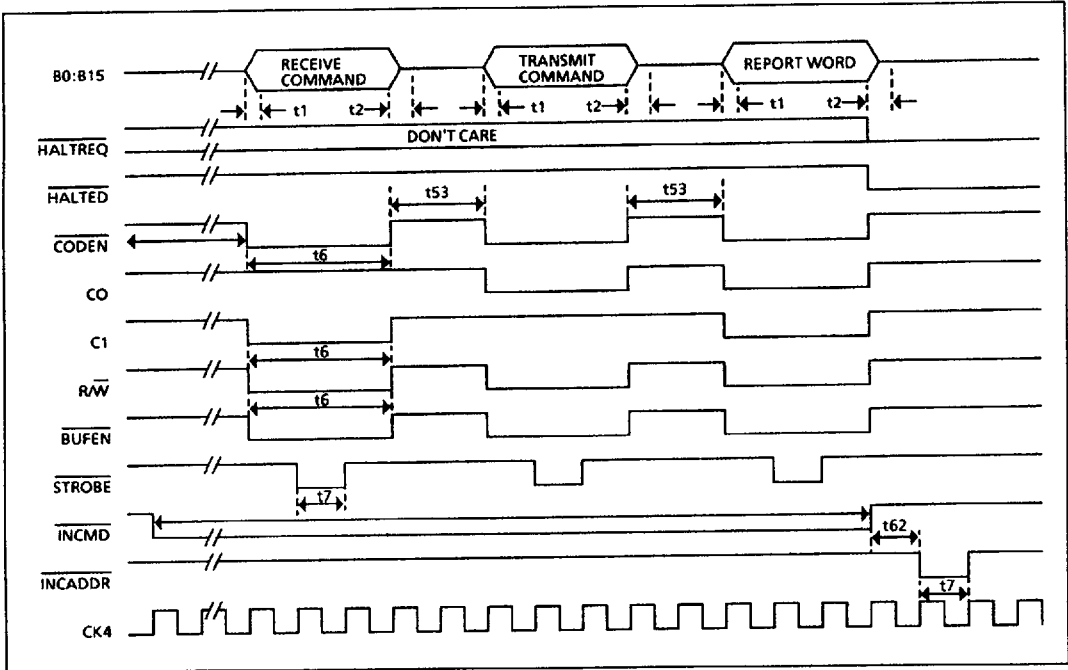 B0:B15
RECEIVE
COMMAND
TRANSMIT
COMMAND
REPORT WORD
t1 t2 t1 t2 t1 t2
DON'T CARE
HALTREQ
HALTED
t53 t53
CODEN
t6
CO
C1
t6
R/W
t6
BUFEN
STROBE
t7
INCMD
t62
INCADDR
t7
CK4